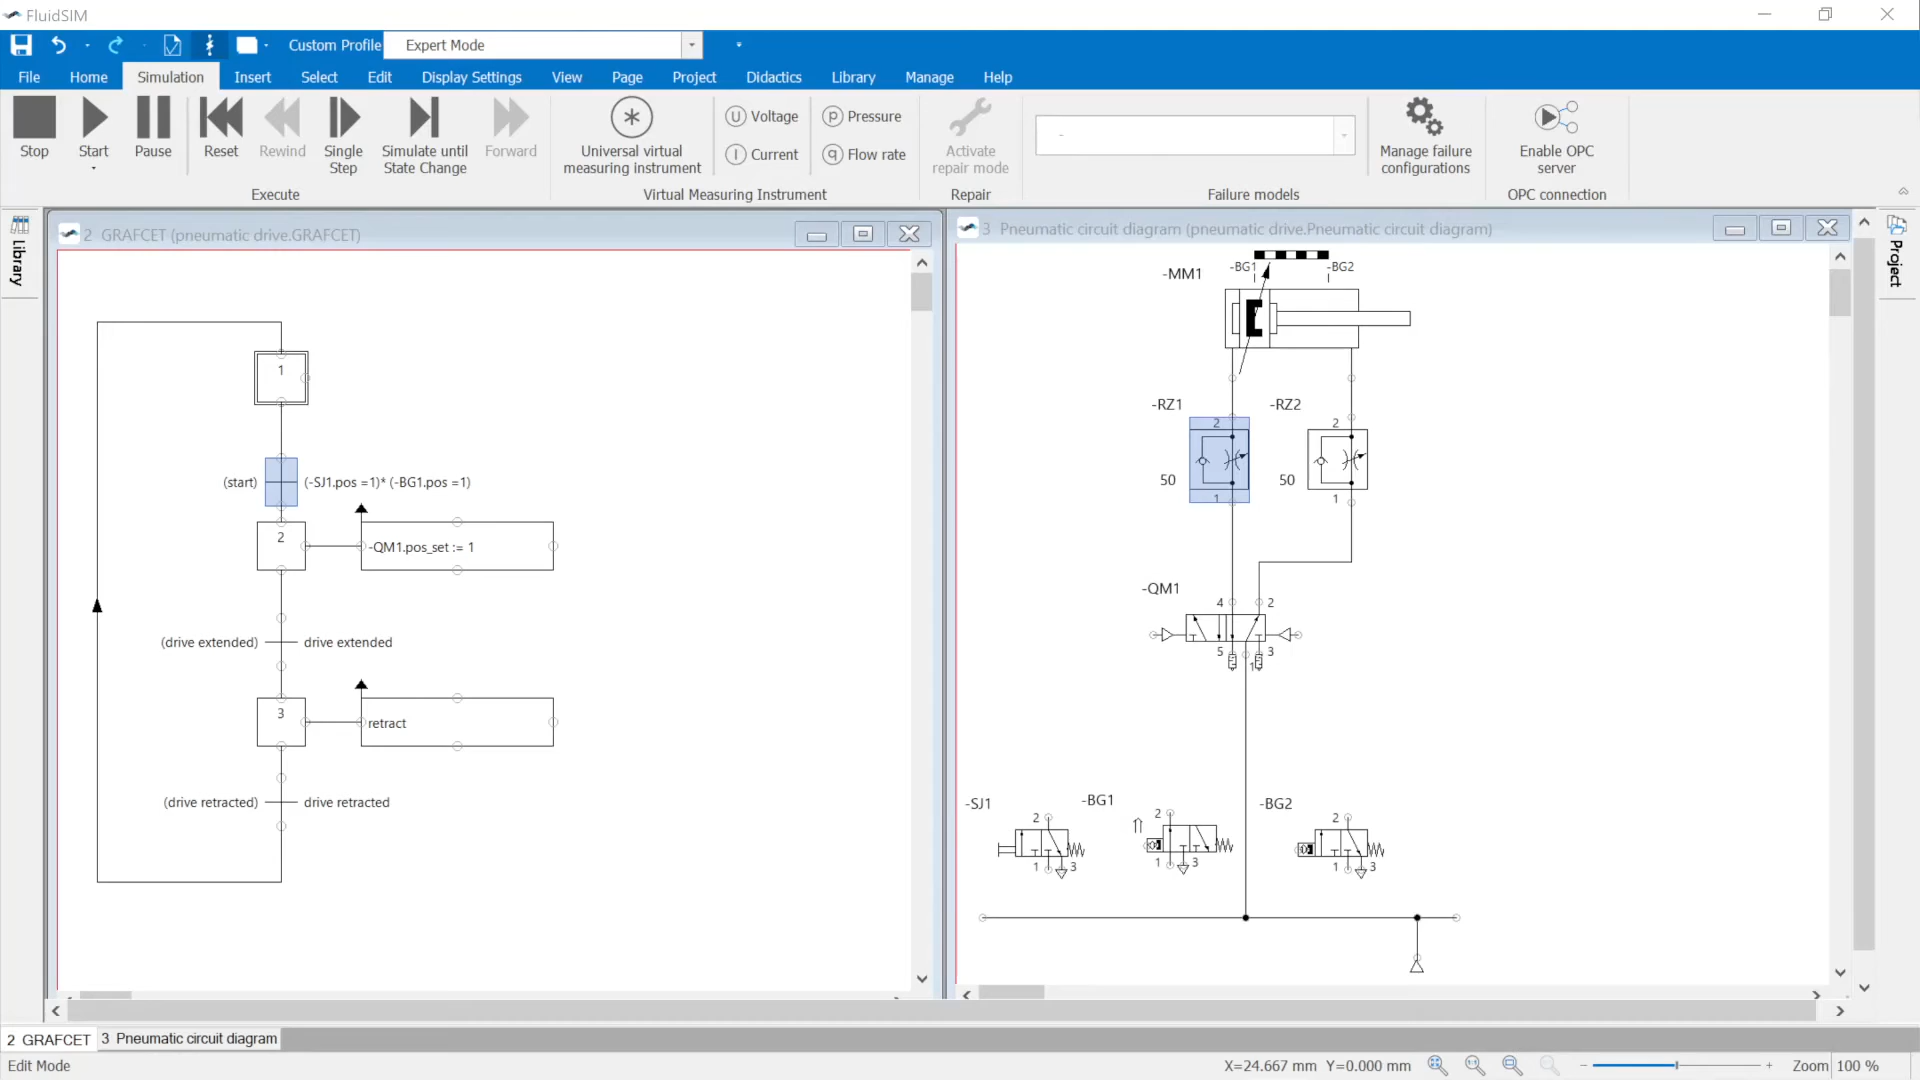 FluidSIM
Custom Profile Expert Mode
File Home Simulation Insert Select Edit Display Settings View Page Project Didactics Library Manage Help
Stop Start Pause Reset Rewind Single Step Simulate until State Change Forward
Execute
Universal virtual measuring instrument
U Voltage
I Current
p Pressure
q Flow rate
Virtual Measuring Instrument
Activate repair mode
Repair
-
Manage failure configurations
Failure models
Enable OPC server
OPC connection
Library
Project
2 GRAFCET (pneumatic drive.GRAFCET)
1
(start) (-SJ1.pos =1)* (-BG1.pos =1)
2 -QM1.pos_set := 1
(drive extended) drive extended
3 retract
(drive retracted) drive retracted
3 Pneumatic circuit diagram (pneumatic drive.Pneumatic circuit diagram)
-MM1 -BG1 -BG2
-RZ1 -RZ2
2 2
50 50
1 1
-QM1
4 2
5 1 3
-SJ1 -BG1 -BG2
2 2 2
1 3 1 3 1 3
2 GRAFCET 3 Pneumatic circuit diagram
Edit Mode X=24.667 mm Y=0.000 mm Zoom 100 %